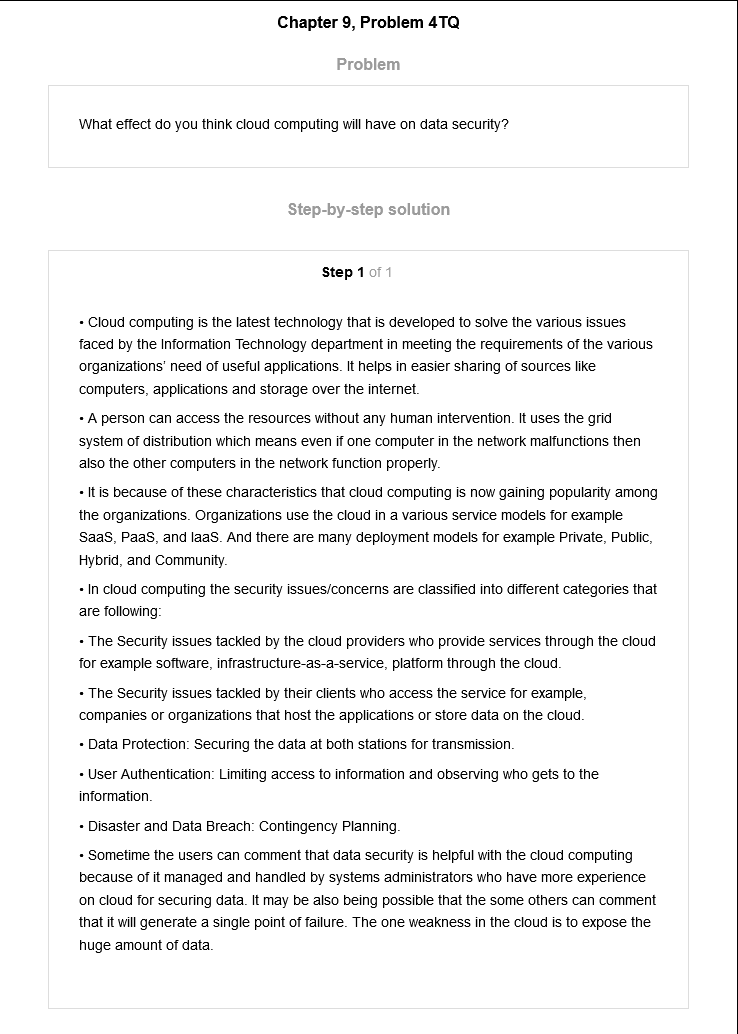 Chapter 9, Problem 4TQ
Problem
What effect do you think cloud computing will have on data security?
Step-by-step solution
Step 1 of 1
• Cloud computing is the latest technology that is developed to solve the various issues
faced by the Information Technology department in meeting the requirements of the various
organizations' need of useful applications. It helps in easier sharing of sources like
computers, applications and storage over the internet.
• A person can access the resources without any human intervention. It uses the grid
system of distribution which means even if one computer in the network malfunctions then
also the other computers in the network function properly.
• It is because of these characteristics that cloud computing is now gaining popularity among
the organizations. Organizations use the cloud in a various service models for example
SaaS, PaaS, and IaaS. And there are many deployment models for example Private, Public,
Hybrid, and Community.
• In cloud computing the security issues/concerns are classified into different categories that
are following:
• The Security issues tackled by the cloud providers who provide services through the cloud
for example software, infrastructure-as-a-service, platform through the cloud.
• The Security issues tackled by their clients who access the service for example,
companies or organizations that host the applications or store data on the cloud.
• Data Protection: Securing the data at both stations for transmission.
• User Authentication: Limiting access to information and observing who gets to the
information.
• Disaster and Data Breach: Contingency Planning.
• Sometime the users can comment that data security is helpful with the cloud computing
because of it managed and handled by systems administrators who have more experience
on cloud for securing data. It may be also being possible that the some others can comment
that it will generate a single point of failure. The one weakness in the cloud is to expose the
huge amount of data.